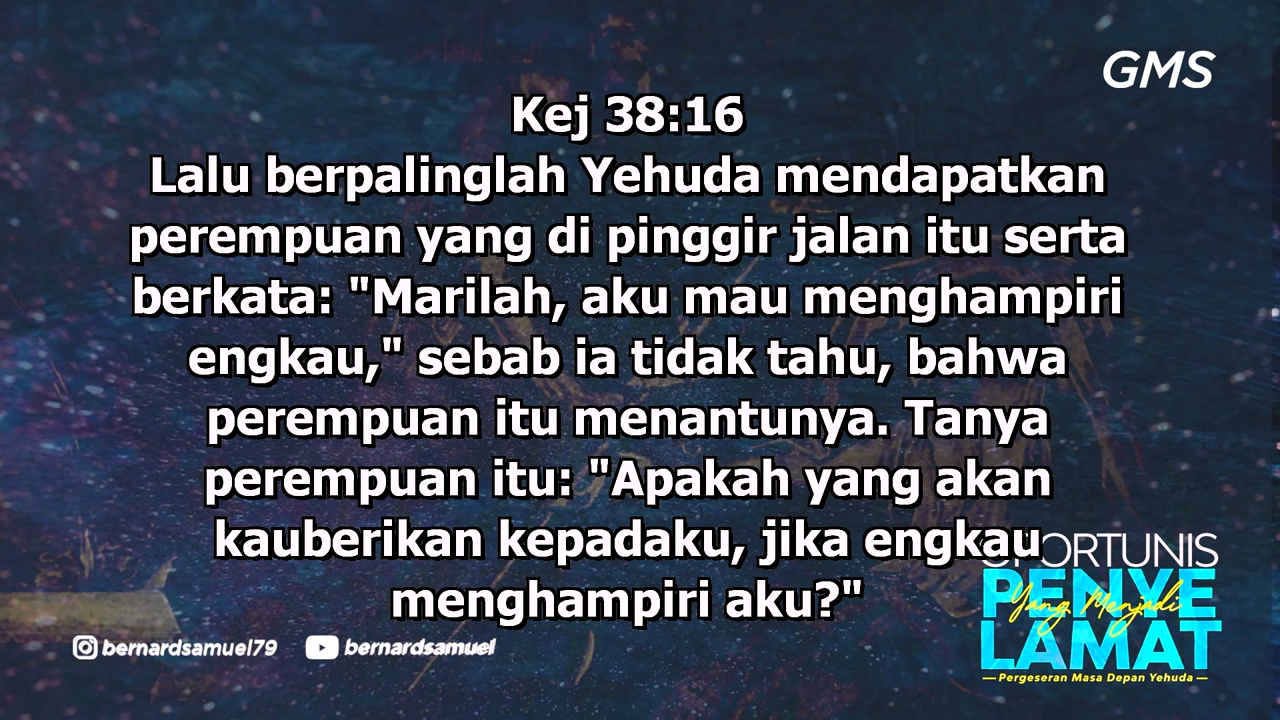 GMS
Kej 38:16
Lalu berpalinglah Yehuda mendapatkan
perempuan yang di pinggir jalan itu serta
berkata: "Marilah, aku mau menghampiri
engkau," sebab ia tidak tahu, bahwa
perempuan itu menantunya. Tanya
perempuan itu: "Apakah yang akan
kauberikan kepadaku, jika engkau
menghampiri aku?"
OPORTUNIS
Yang Menjadi
PENYE
LAMAT
— Pergeseran Masa Depan Yehuda —
bernardsamuel79 bernardsamuel